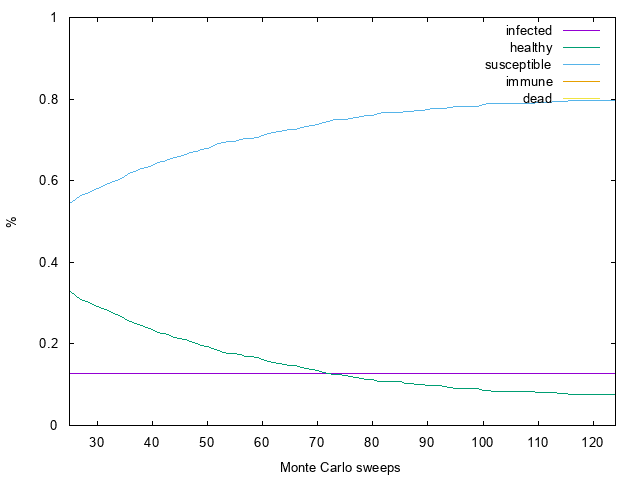 1
0.8
0.6
0.4
0.2
0
%
infected
healthy
susceptible
immune
dead
30 40 50 60 70 80 90 100 110 120
Monte Carlo sweeps